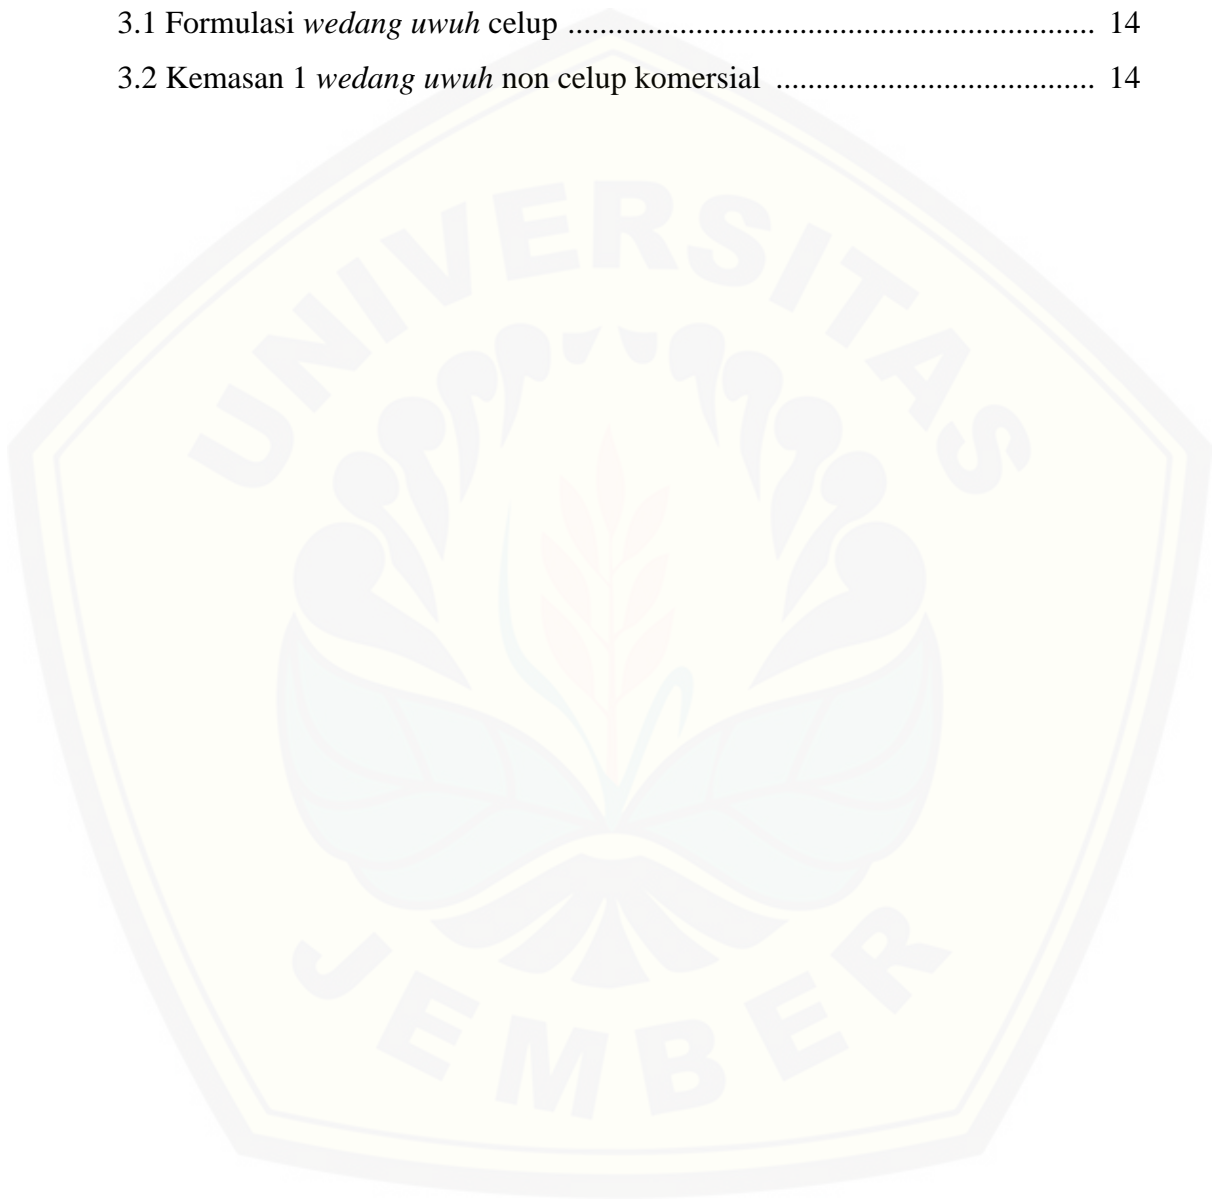 3.1 Formulasi wedang uwuh celup .................................................................. 14
3.2 Kemasan 1 wedang uwuh non celup komersial ........................................ 14
UNIVERSITAS
JEMBER